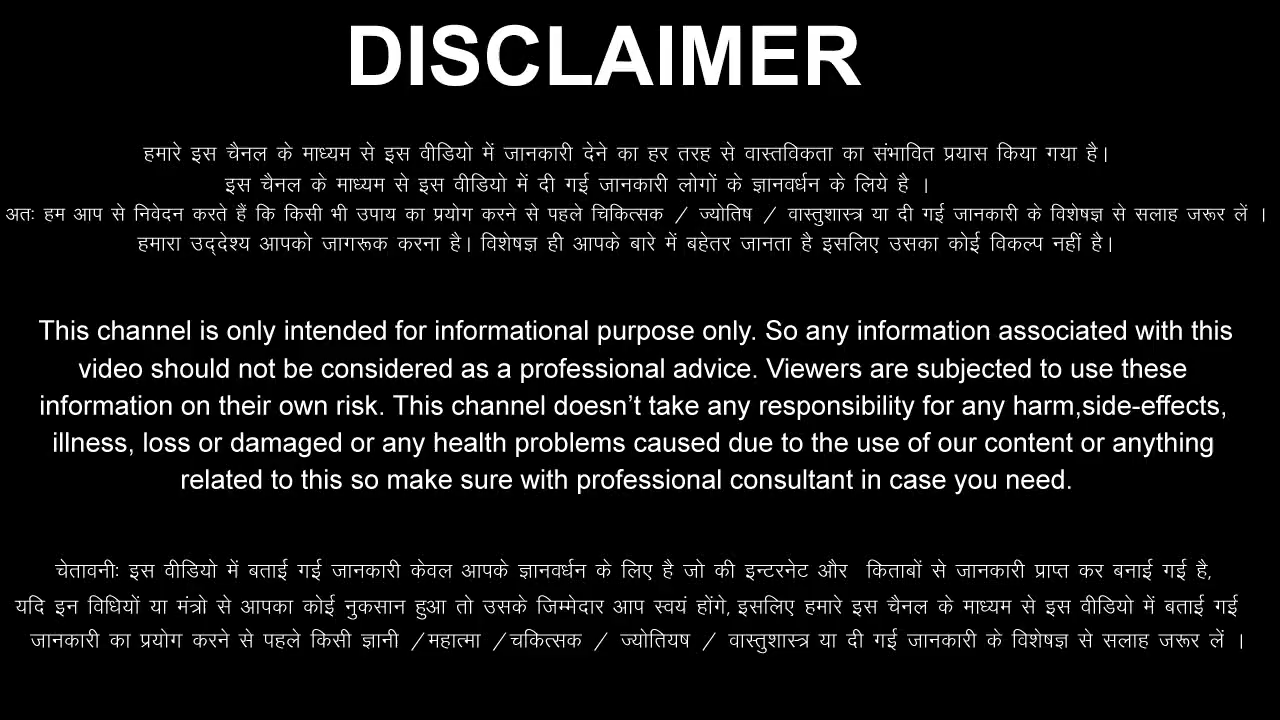 DISCLAIMER
हमारे इस चैनल के माध्यम से इस वीडियो में जानकारी देने का हर तरह से वास्तविकता का संभावित प्रयास किया गया है।
इस चैनल के माध्यम से इस वीडियो में दी गई जानकारी लोगों के ज्ञानवर्धन के लिये है ।
अतः हम आप से निवेदन करते हैं कि किसी भी उपाय का प्रयोग करने से पहले चिकित्सक / ज्योतिष / वास्तुशास्त्र या दी गई जानकारी के विशेषज्ञ से सलाह जरूर लें ।
हमारा उद्देश्य आपको जागरूक करना है। विशेषज्ञ ही आपके बारे में बहेतर जानता है इसलिए उसका कोई विकल्प नहीं है।
This channel is only intended for informational purpose only. So any information associated with this
video should not be considered as a professional advice. Viewers are subjected to use these
information on their own risk. This channel doesn’t take any responsibility for any harm,side-effects,
illness, loss or damaged or any health problems caused due to the use of our content or anything
related to this so make sure with professional consultant in case you need.
चेतावनीः इस वीडियो में बताई गई जानकारी केवल आपके ज्ञानवर्धन के लिए है जो की इन्टरनेट और किताबों से जानकारी प्राप्त कर बनाई गई है,
यदि इन विधियों या मंत्रो से आपका कोई नुकसान हुआ तो उसके जिम्मेदार आप स्वयं होंगे, इसलिए हमारे इस चैनल के माध्यम से इस वीडियो में बताई गई
जानकारी का प्रयोग करने से पहले किसी ज्ञानी /महात्मा /चकित्सक / ज्योतियष / वास्तुशास्त्र या दी गई जानकारी के विशेषज्ञ से सलाह जरूर लें ।